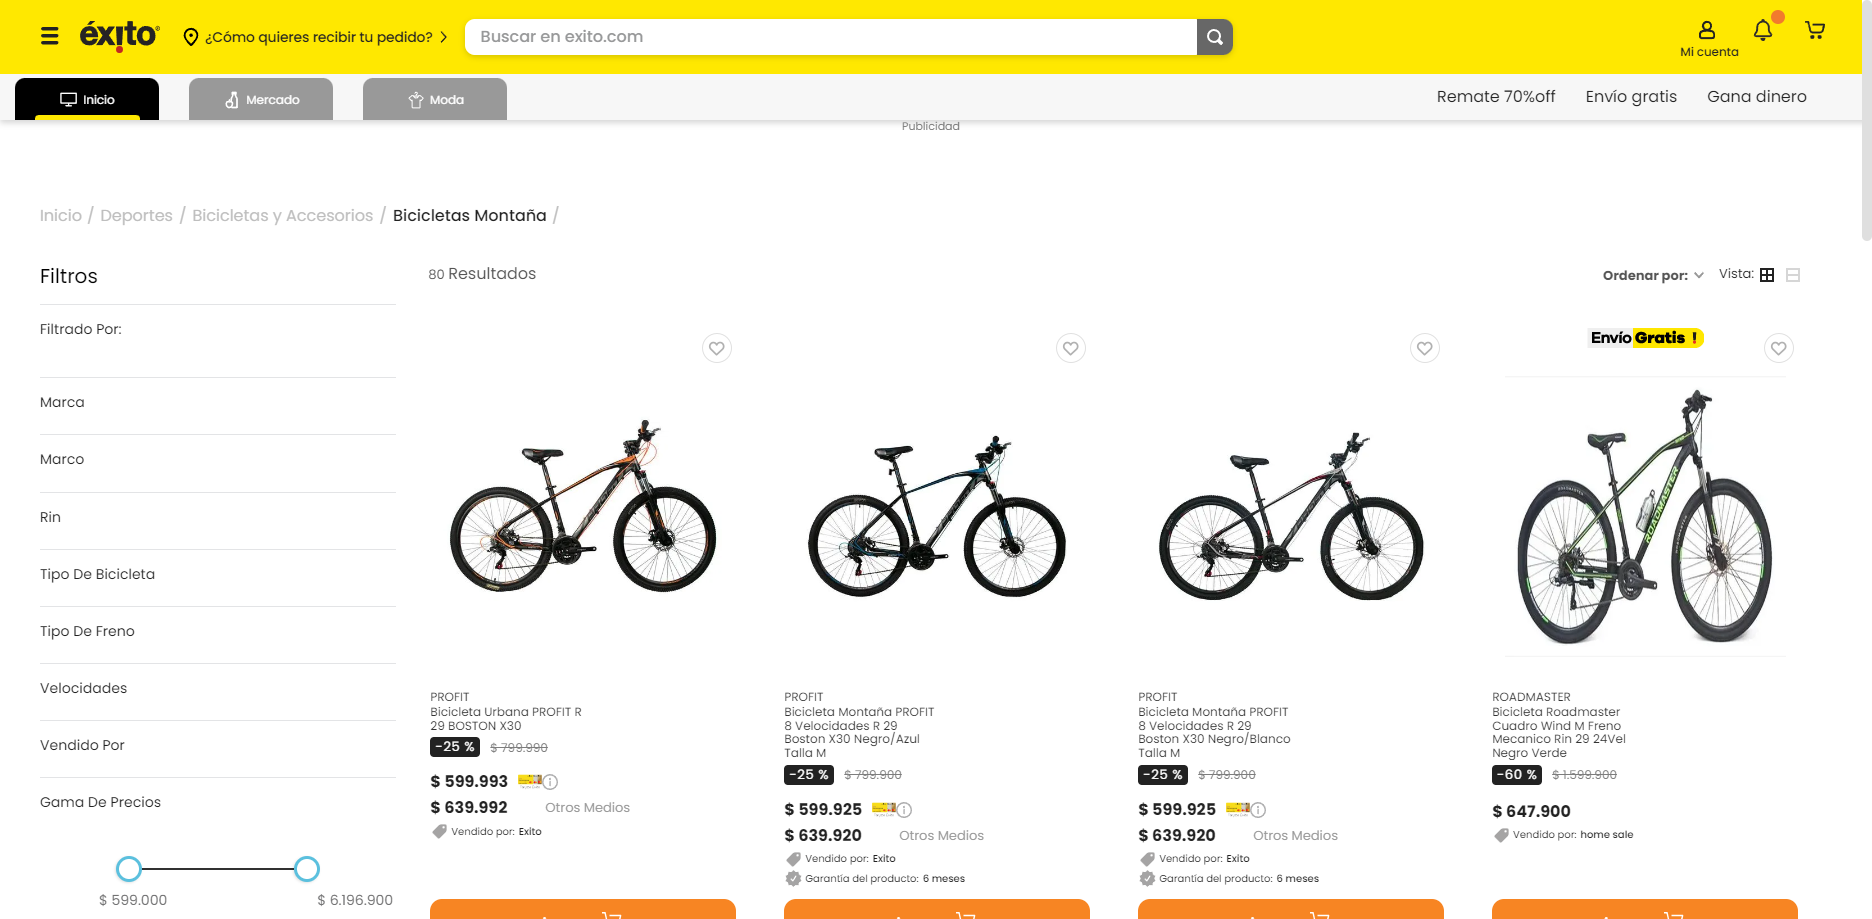 éxito
¿Cómo quieres recibir tu pedido?
Buscar en exito.com
Mi cuenta
Inicio
Mercado
Moda
Remate 70%off
Envío gratis
Gana dinero
Publicidad
Inicio / Deportes / Bicicletas y Accesorios / Bicicletas Montaña /
Filtros
80 Resultados
Ordenar por:
Vista:
Filtrado Por:
Marca
Marco
Rin
Tipo De Bicicleta
Tipo De Freno
Velocidades
Vendido Por
Gama De Precios
$ 599.000
$ 6.196.900
PROFIT
Bicicleta Urbana PROFIT R
29 BOSTON X30
-25 % $ 799.990
$ 599.993
$ 639.992 Otros Medios
Vendido por: Exito
PROFIT
Bicicleta Montaña PROFIT
8 Velocidades R 29
Boston X30 Negro/Azul
Talla M
-25 % $ 799.900
$ 599.925
$ 639.920 Otros Medios
Vendido por: Exito
Garantía del producto: 6 meses
PROFIT
Bicicleta Montaña PROFIT
8 Velocidades R 29
Boston X30 Negro/Blanco
Talla M
-25 % $ 799.900
$ 599.925
$ 639.920 Otros Medios
Vendido por: Exito
Garantía del producto: 6 meses
Envío Gratis !
ROADMASTER
ROADMASTER
Bicicleta Roadmaster
Cuadro Wind M Freno
Mecanico Rin 29 24Vel
Negro Verde
-60 % $ 1.599.900
$ 647.900
Vendido por: home sale